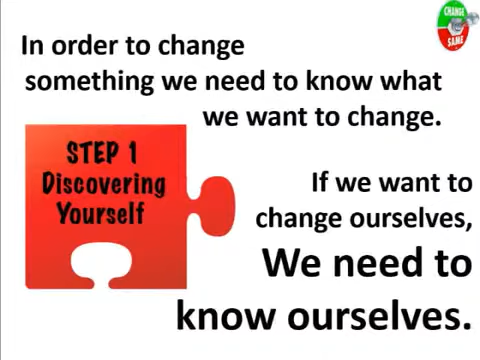 CHANGE
SAME
In order to change
something we need to know what
we want to change.
STEP 1
Discovering
Yourself
If we want to
change ourselves,
We need to
know ourselves.